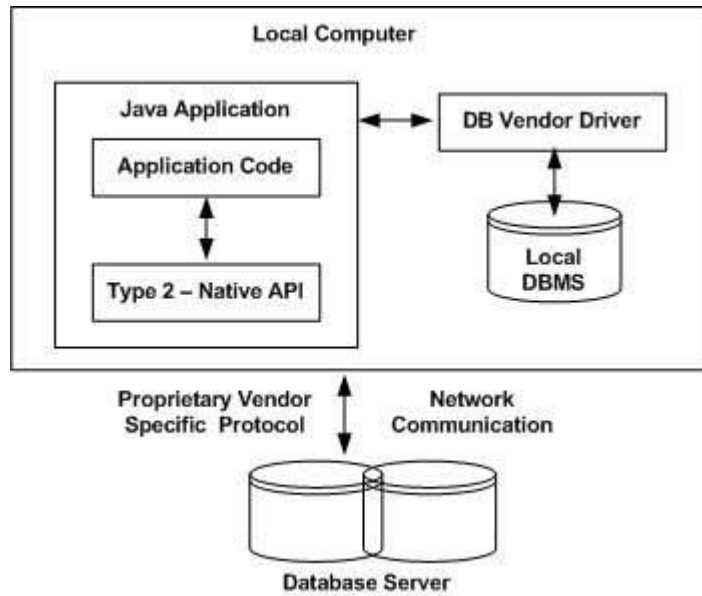 Local Computer
Java Application
DB Vendor Driver
Application Code
Type 2 – Native API
Local
DBMS
Proprietary Vendor
Specific Protocol
Network
Communication
Database Server